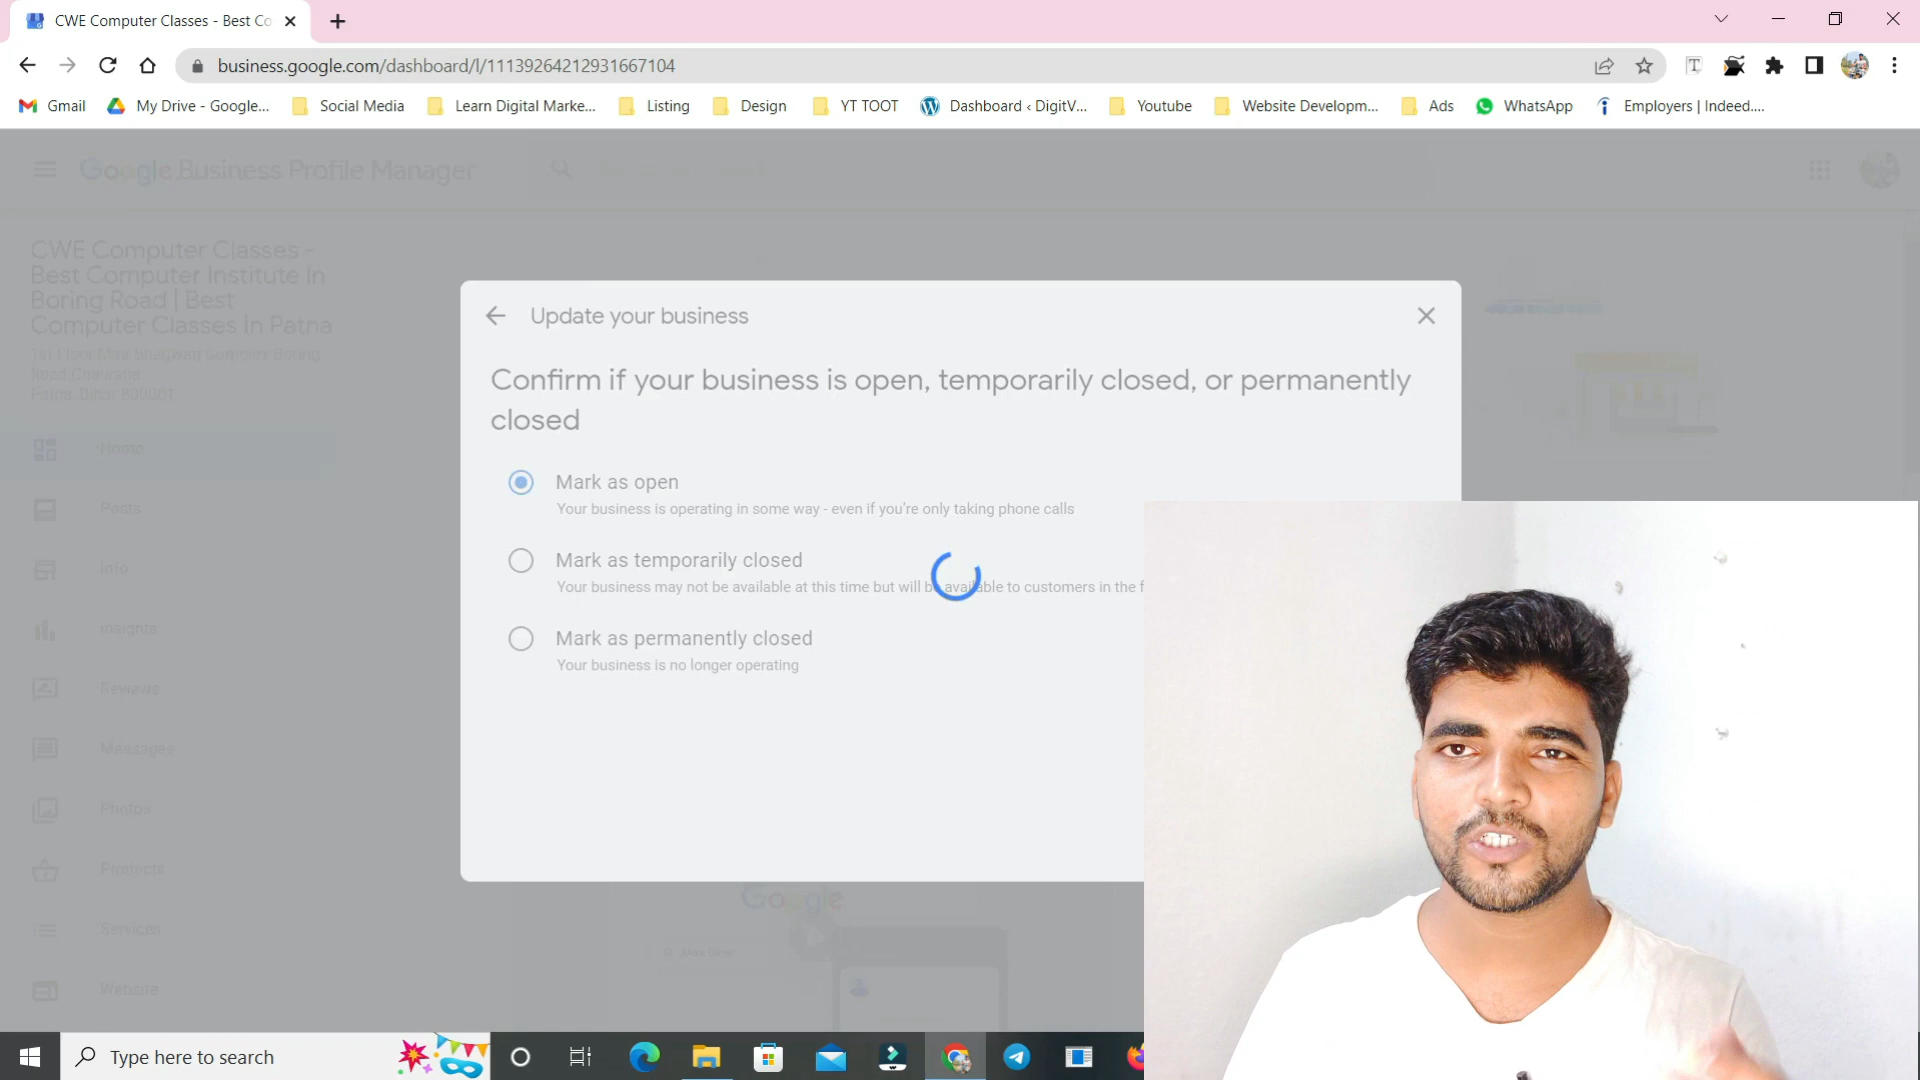 CWE Computer Classes - Best Co
business.google.com/dashboard/l/11139264212931667104
Gmail
My Drive - Google...
Social Media
Learn Digital Marke...
Listing
Design
YT TOOT
Dashboard ‹ DigitV...
Youtube
Website Developm...
Ads
WhatsApp
Employers | Indeed....
Google Business Profile Manager
CWE Computer Classes -
Best Computer Institute In
Boring Road | Best
Computer Classes in Patna
Home
Posts
Info
Insights
Reviews
Messages
Photos
Products
Services
Website
Update your business
Confirm if your business is open, temporarily closed, or permanently
closed
Mark as open
Your business is operating in some way - even if you're only taking phone calls
Mark as temporarily closed
Your business may not be available at this time but will be available to customers in the f
Mark as permanently closed
Your business is no longer operating
Google
Type here to search